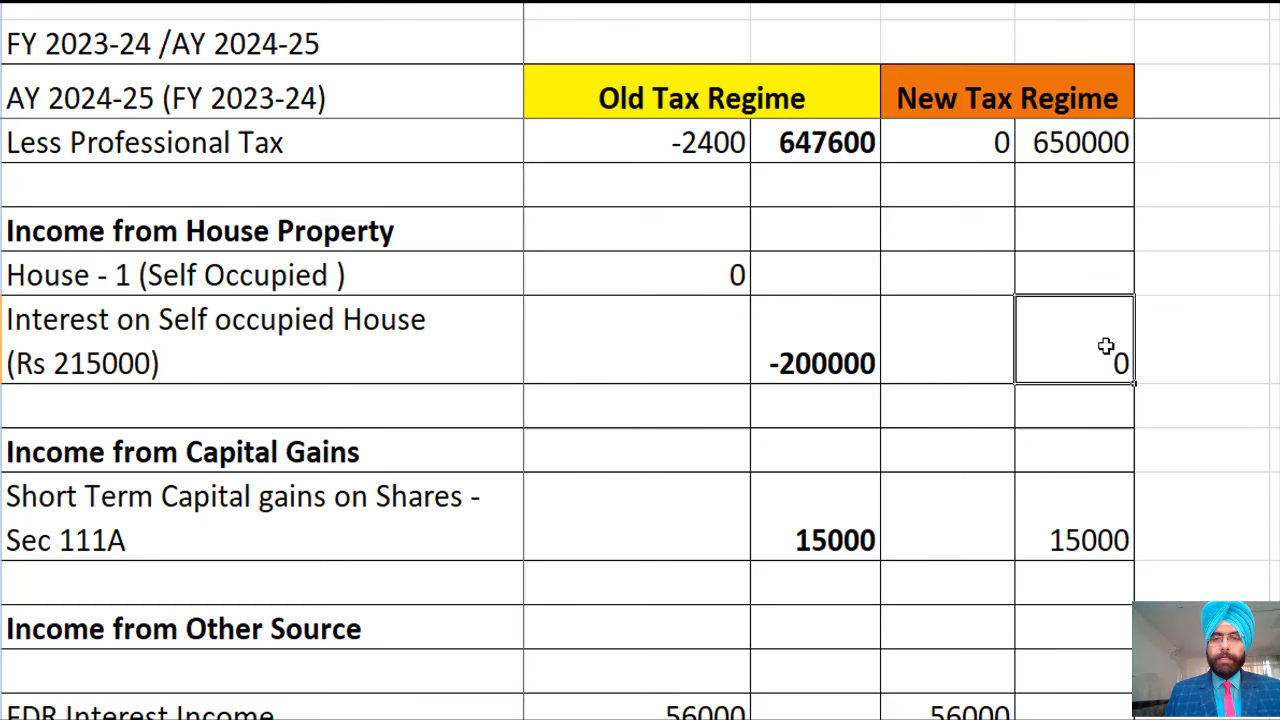 FY 2023-24 /AY 2024-25
AY 2024-25 (FY 2023-24) Old Tax Regime New Tax Regime
Less Professional Tax -2400 647600 0 650000
Income from House Property
House - 1 (Self Occupied ) 0
Interest on Self occupied House
(Rs 215000) -200000 0
Income from Capital Gains
Short Term Capital gains on Shares -
Sec 111A 15000 15000
Income from Other Source
FDR Interest Income 56000 56000